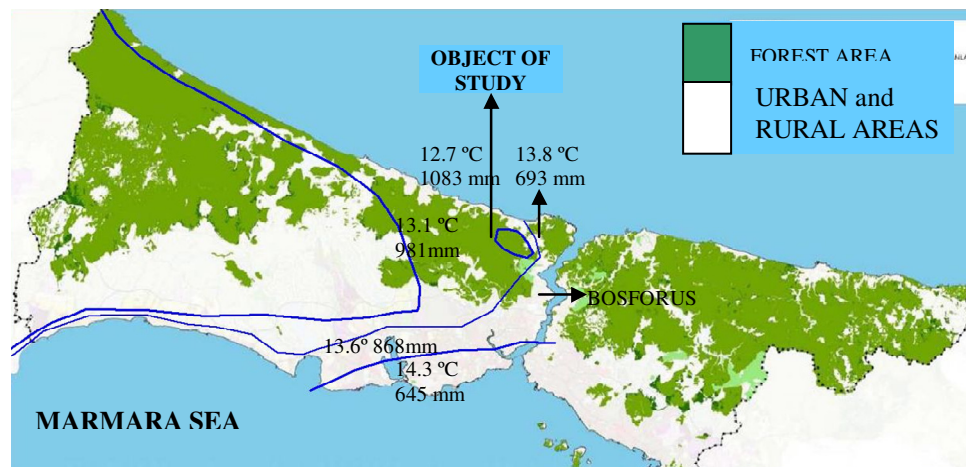 OBJECT OF
STUDY
FOREST AREA
URBAN and
RURAL AREAS
12.7 ºC
1083 mm
13.8 ºC
693 mm
13.1 ºC
981mm
BOSFORUS
13.6º 868mm
14.3 ºC
645 mm
MARMARA SEA